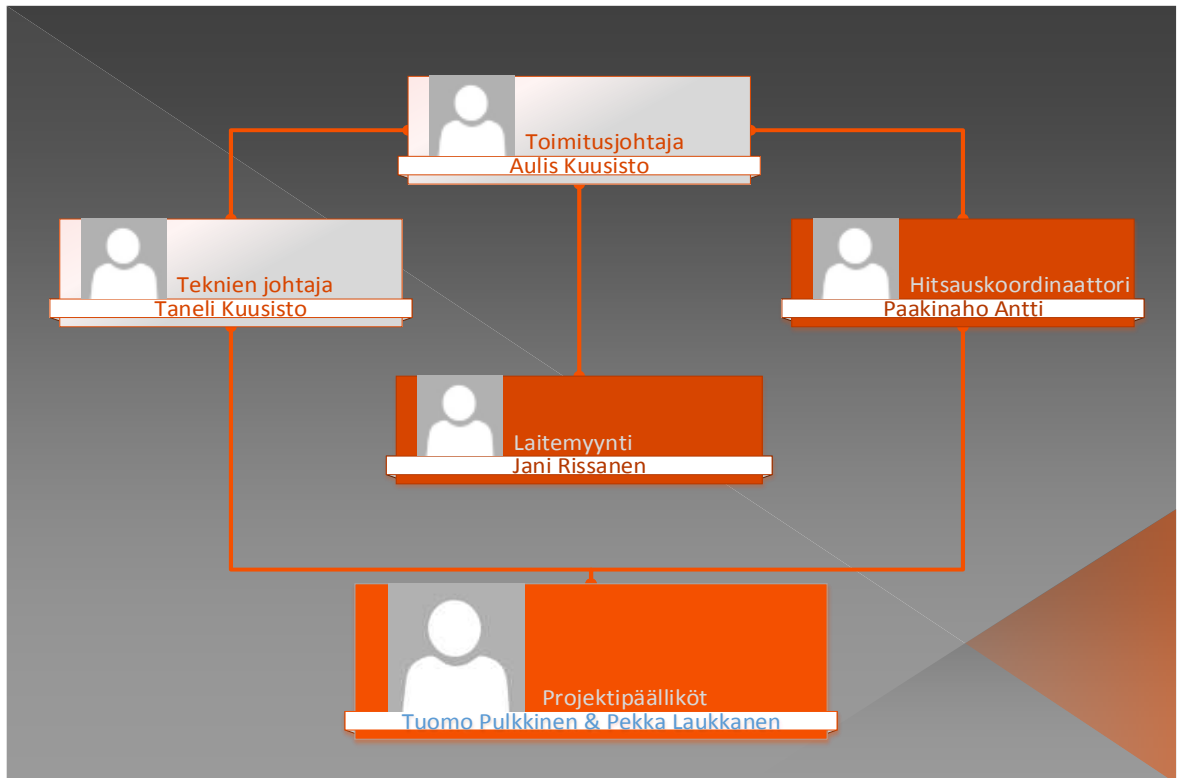 Toimitusjohtaja
Aulis Kuusisto
Teknien johtaja
Taneli Kuusisto
Hitsauskoordinaattori
Paakinaho Antti
Laitemyynti
Jani Rissanen
Projektipäälliköt
Tuomo Pulkkinen & Pekka Laukkanen